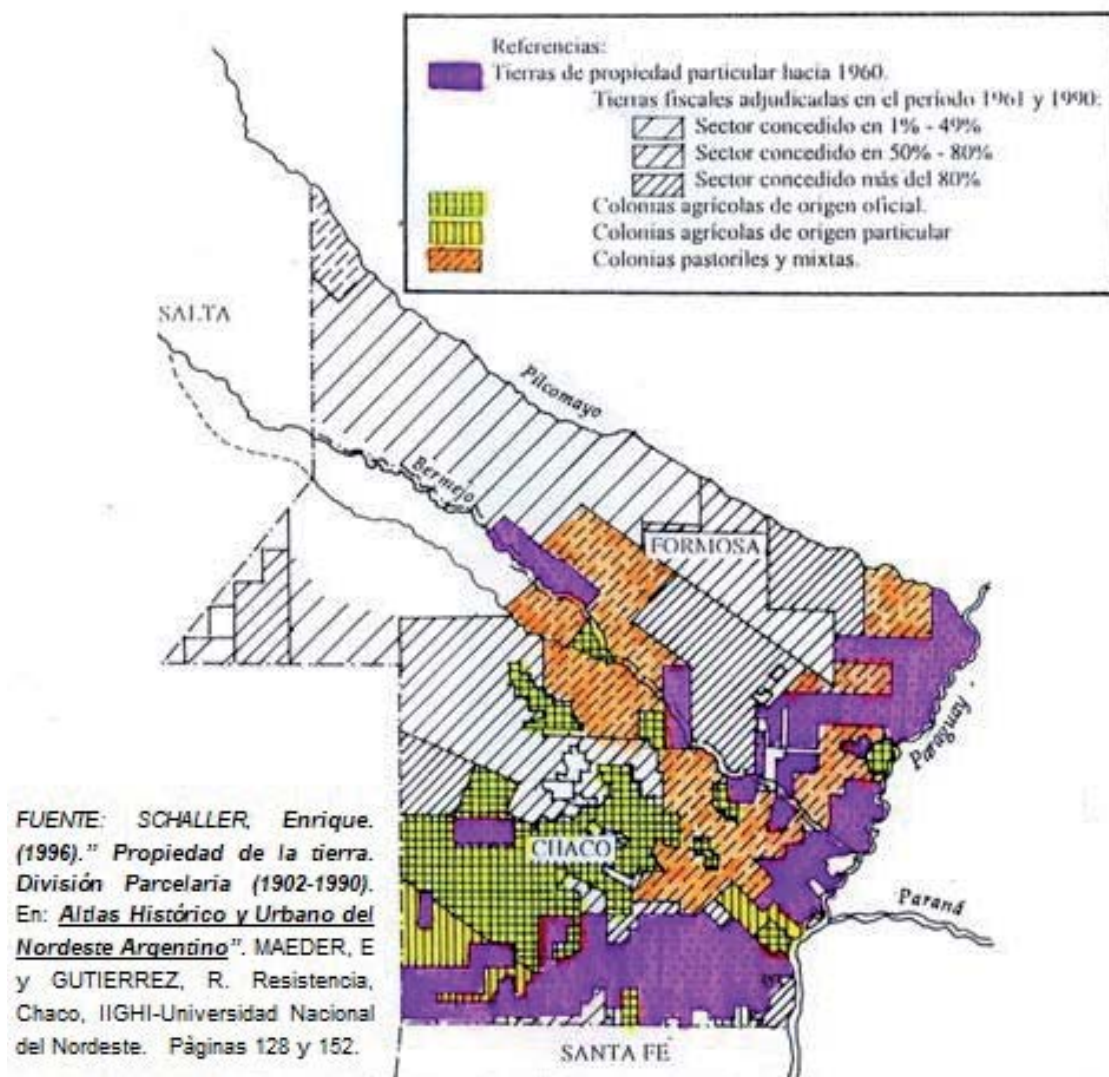 Referencias:
Tierras de propiedad particular hacia 1960.
Tierras fiscales adjudicadas en el período 1961 y 1990:
Sector concedido en 1% - 49%
Sector concedido en 50% - 80%
Sector concedido más del 80%
Colonias agrícolas de origen oficial.
Colonias agrícolas de origen particular
Colonias pastoriles y mixtas.
SALTA
Pilcomayo
Bermejo
FORMOSA
Paraguay
CHACO
Paraná
SANTA FÉ
FUENTE: SCHALLER, Enrique.
(1996)." Propiedad de la tierra.
División Parcelaria (1902-1990).
En: Altlas Histórico y Urbano del
Nordeste Argentino". MAEDER, E
y GUTIERREZ, R. Resistencia,
Chaco, IIGHI-Universidad Nacional
del Nordeste. Pàginas 128 y 152.